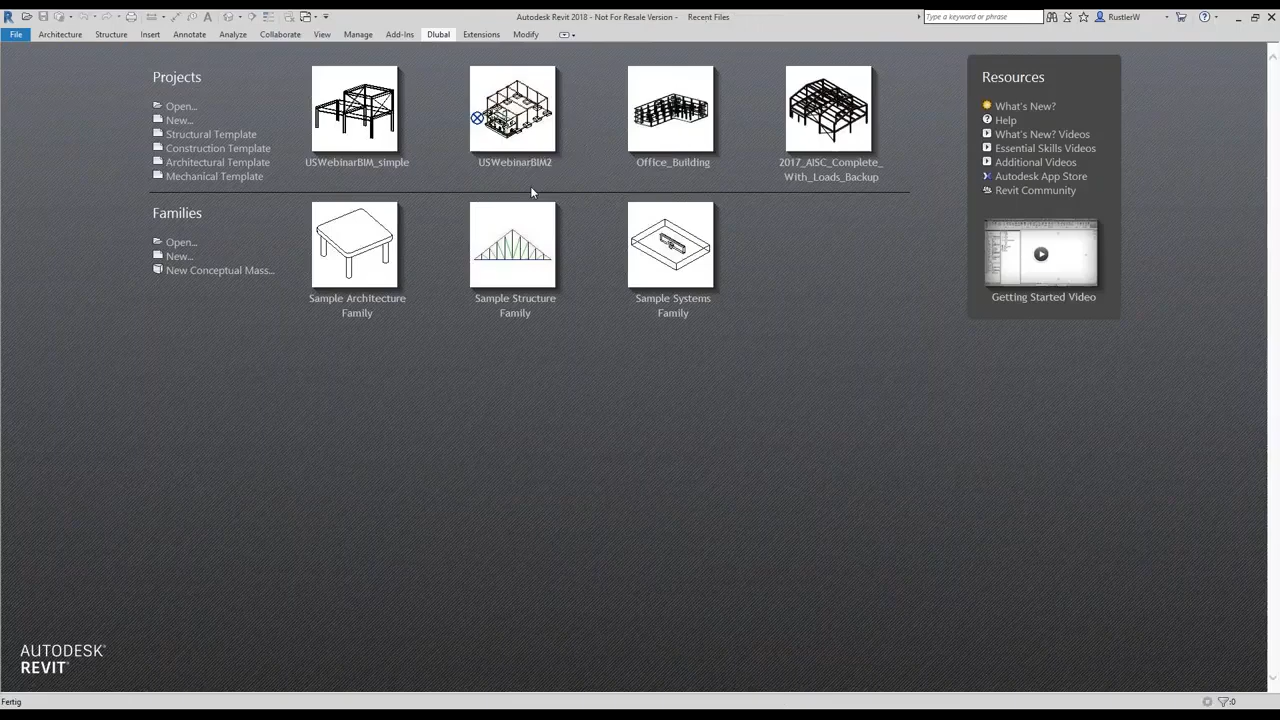 Autodesk Revit 2018 - Not For Resale Version - Recent Files
Type a keyword or phrase
RustlerW
File Architecture Structure Insert Annotate Analyze Collaborate View Manage Add-Ins Dlubal Extensions Modify
Projects
Open...
New...
Structural Template
Construction Template
Architectural Template
Mechanical Template
USWebinarBIM_simple
USWebinarBIM2
Office_Building
2017_AISC_Complete_
With_Loads_Backup
Families
Open...
New...
New Conceptual Mass...
Sample Architecture
Family
Sample Structure
Family
Sample Systems
Family
Resources
What's New?
Help
What's New? Videos
Essential Skills Videos
Additional Videos
Autodesk App Store
Revit Community
Getting Started Video
AUTODESK®
REVIT®
Fertig
:0